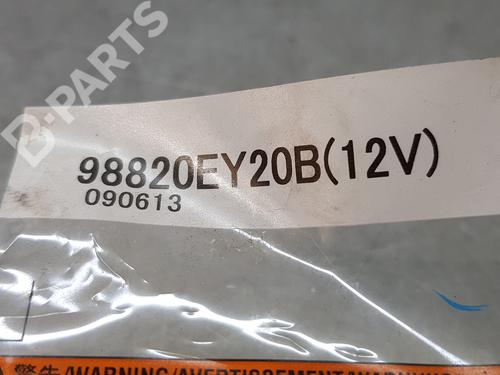 B-PARTS
98820EY20B(12V)
090613
警告/WARNING/AVERTISSEMENT